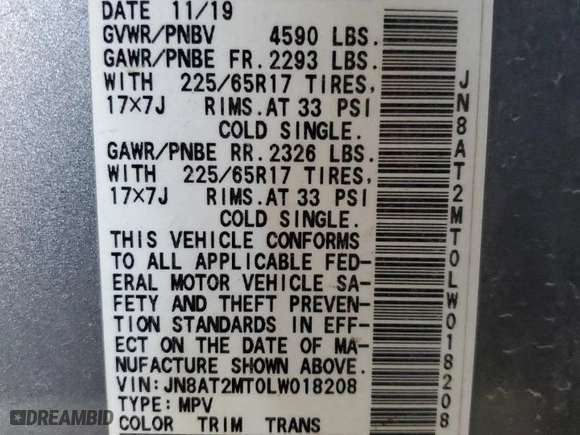 DATE 11/19
GVWR/PNBV 4590 LBS.
GAWR/PNBE FR. 2293 LBS.
WITH 225/65R17 TIRES,
17×7J RIMS. AT 33 PSI
COLD SINGLE.
GAWR/PNBE RR. 2326 LBS.
WITH 225/65R17 TIRES,
17×7J RIMS. AT 33 PSI
COLD SINGLE.
THIS VEHICLE CONFORMS
TO ALL APPLICABLE FED-
ERAL MOTOR VEHICLE SA-
FETY AND THEFT PREVEN-
TION STANDARDS IN EFF-
ECT ON THE DATE OF MA-
NUFACTURE SHOWN ABOVE.
VIN: JN8AT2MT0LW018208
TYPE: MPV
COLOR TRIM TRANS
JN8AT2MT0LW018208
DREAMBID